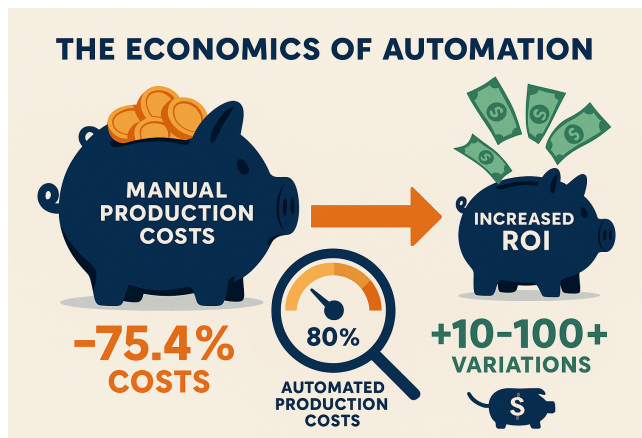 THE ECONOMICS OF AUTOMATION
MANUAL
PRODUCTION
COSTS
INCREASED
ROI
-75.4%
COSTS
80%
AUTOMATED
PRODUCTION
COSTS
+10-100+
VARIATIONS
$
$
$
$
$